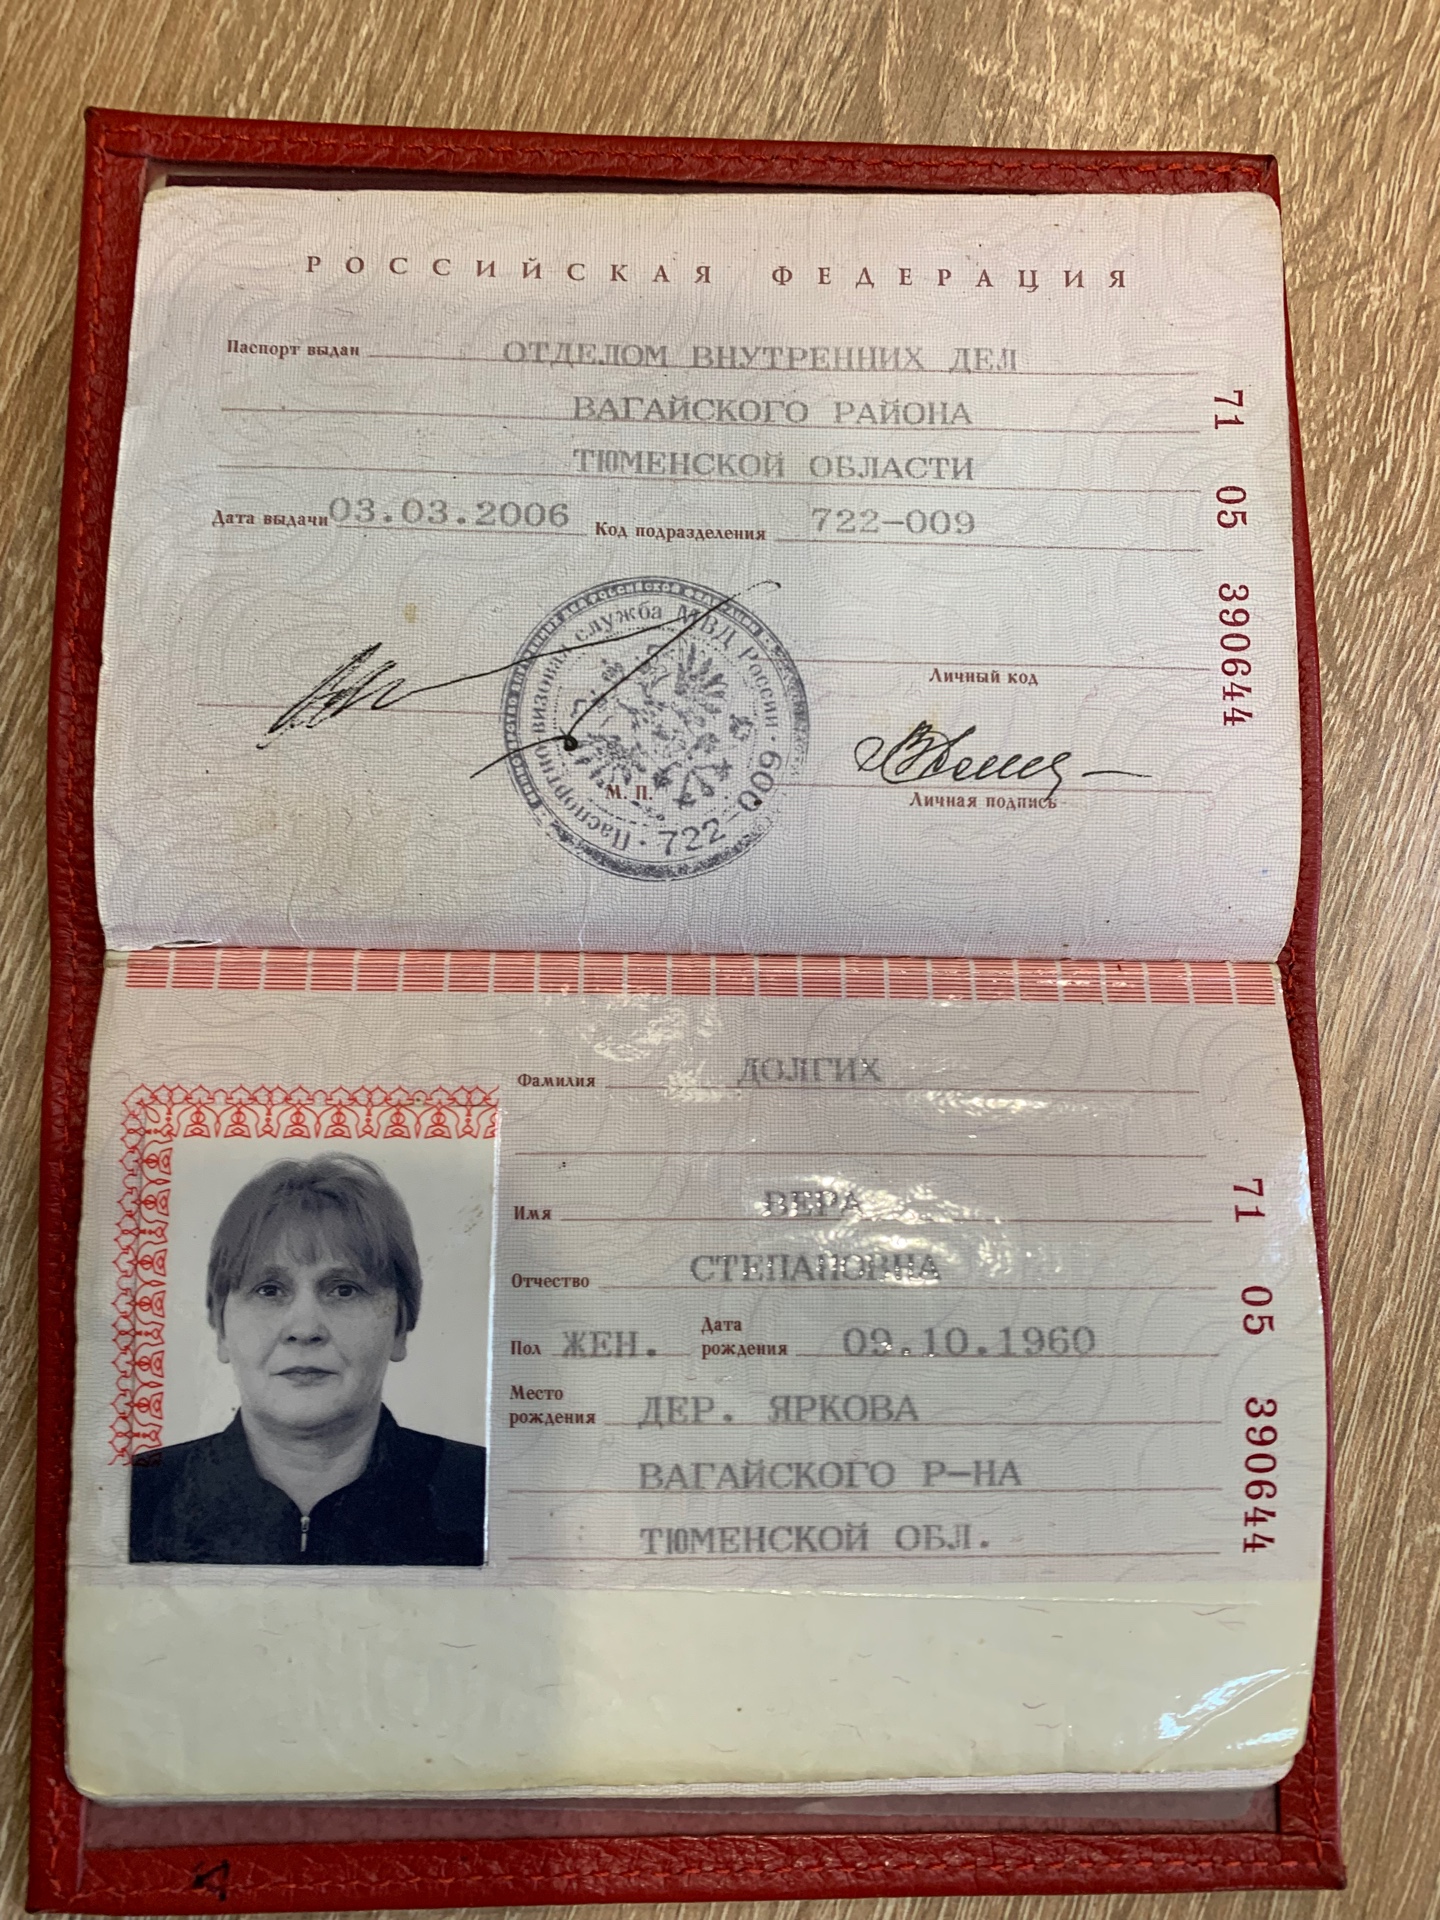 РОССИЙСКАЯ ФЕДЕРАЦИЯ
Паспорт выдан ОТДЕЛОМ ВНУТРЕННИХ ДЕЛ
ВАГАЙСКОГО РАЙОНА
ТЮМЕНСКОЙ ОБЛАСТИ
Дата выдачи 03.03.2006 Код подразделения 722-009
71 05 390644
Паспортно-визовая служба МВД России · 722-009 ·
Личный код
М. П.
Личная подпись
Фамилия ДОЛГИХ
Имя ВЕРА
Отчество СТЕПАНОВНА
Пол ЖЕН. Дата рождения 09.10.1960
Место рождения ДЕР. ЯРКОВА
ВАГАЙСКОГО Р-НА
ТЮМЕНСКОЙ ОБЛ.
71 05 390644